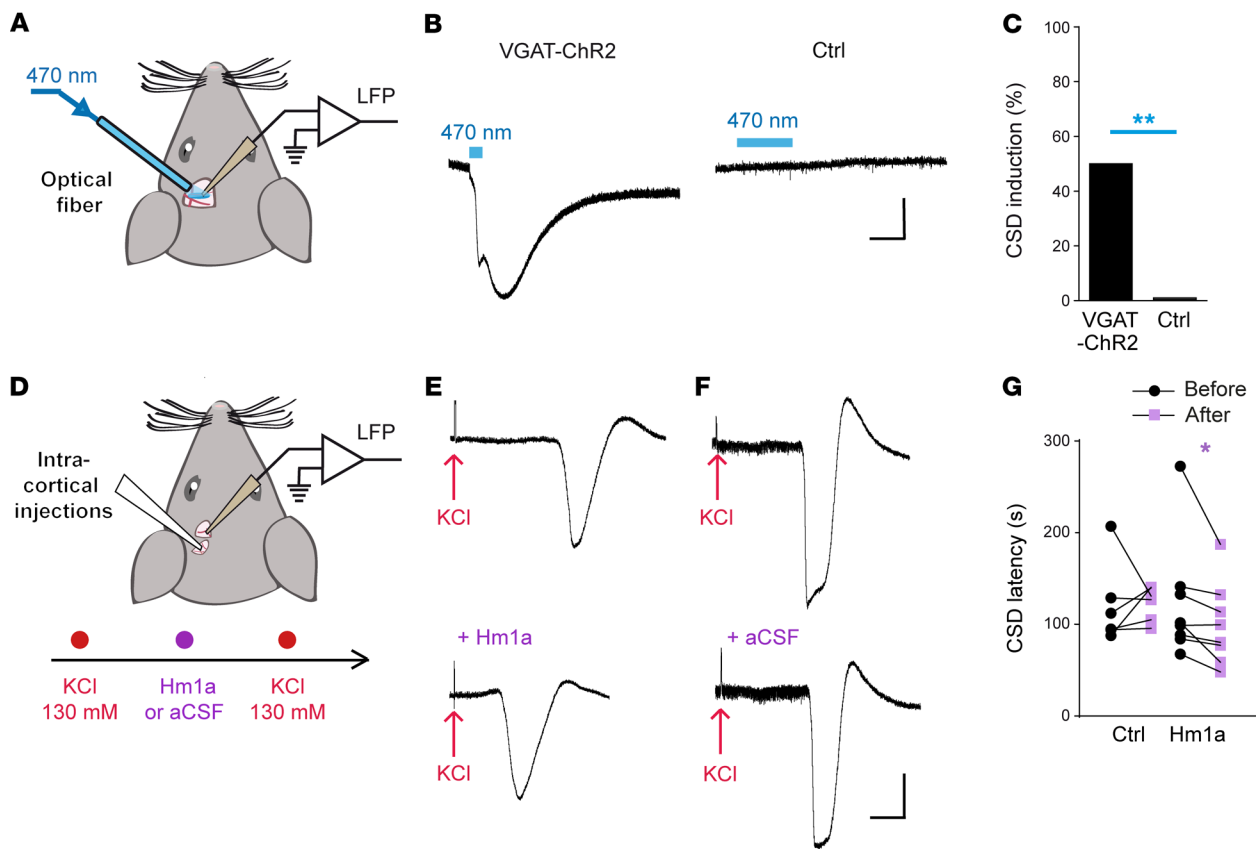 A
470 nm
LFP
Optical
fiber
B
VGAT-ChR2
Ctrl
470 nm
470 nm
C
CSD induction (%)
100
80
60
40
20
0
**
VGAT
-ChR2
Ctrl
D
LFP
Intra-
cortical
injections
KCl
130 mM
Hm1a
or aCSF
KCl
130 mM
E
KCl
+ Hm1a
KCl
F
KCl
+ aCSF
KCl
G
Before
After
CSD latency (s)
300
200
100
0
*
Ctrl
Hm1a